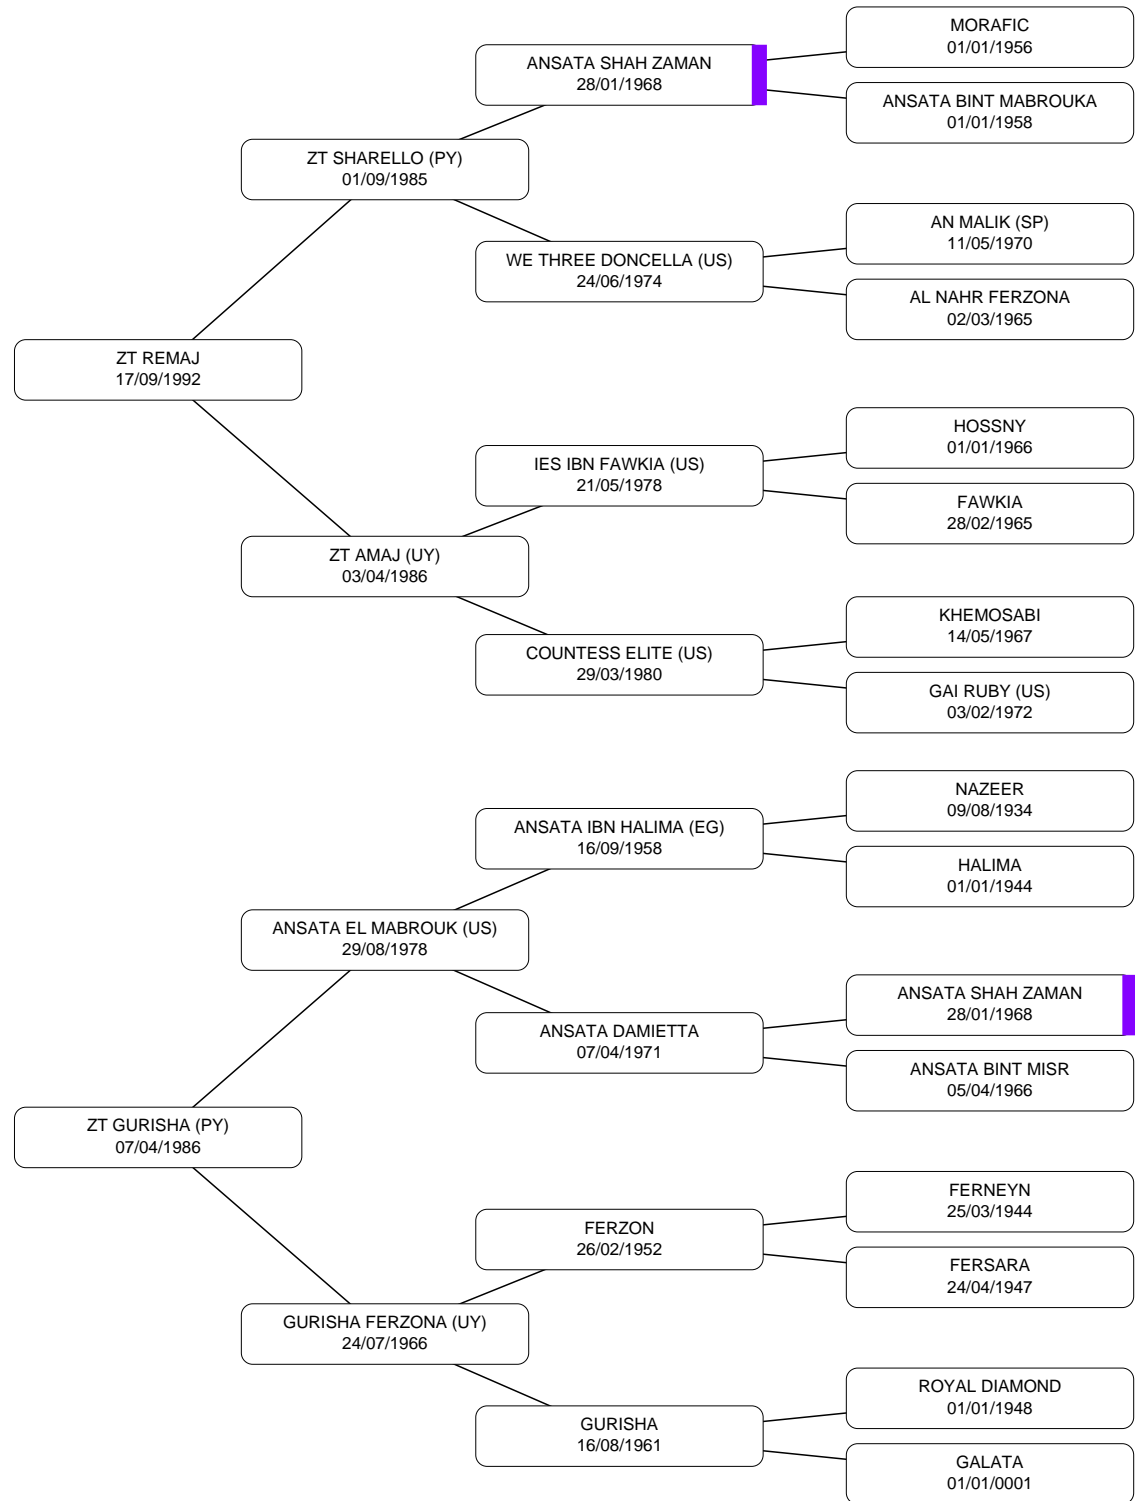 MORAFIC
01/01/1956
ANSATA SHAH ZAMAN
28/01/1968
ANSATA BINT MABROUKA
01/01/1958
ZT SHARELLO (PY)
01/09/1985
AN MALIK (SP)
11/05/1970
WE THREE DONCELLA (US)
24/06/1974
AL NAHR FERZONA
02/03/1965
ZT REMAJ
17/09/1992
HOSSNY
01/01/1966
IES IBN FAWKIA (US)
21/05/1978
FAWKIA
28/02/1965
ZT AMAJ (UY)
03/04/1986
KHEMOSABI
14/05/1967
COUNTESS ELITE (US)
29/03/1980
GAI RUBY (US)
03/02/1972
NAZEER
09/08/1934
ANSATA IBN HALIMA (EG)
16/09/1958
HALIMA
01/01/1944
ANSATA EL MABROUK (US)
29/08/1978
ANSATA SHAH ZAMAN
28/01/1968
ANSATA DAMIETTA
07/04/1971
ANSATA BINT MISR
05/04/1966
ZT GURISHA (PY)
07/04/1986
FERNEYN
25/03/1944
FERZON
26/02/1952
FERSARA
24/04/1947
GURISHA FERZONA (UY)
24/07/1966
ROYAL DIAMOND
01/01/1948
GURISHA
16/08/1961
GALATA
01/01/0001